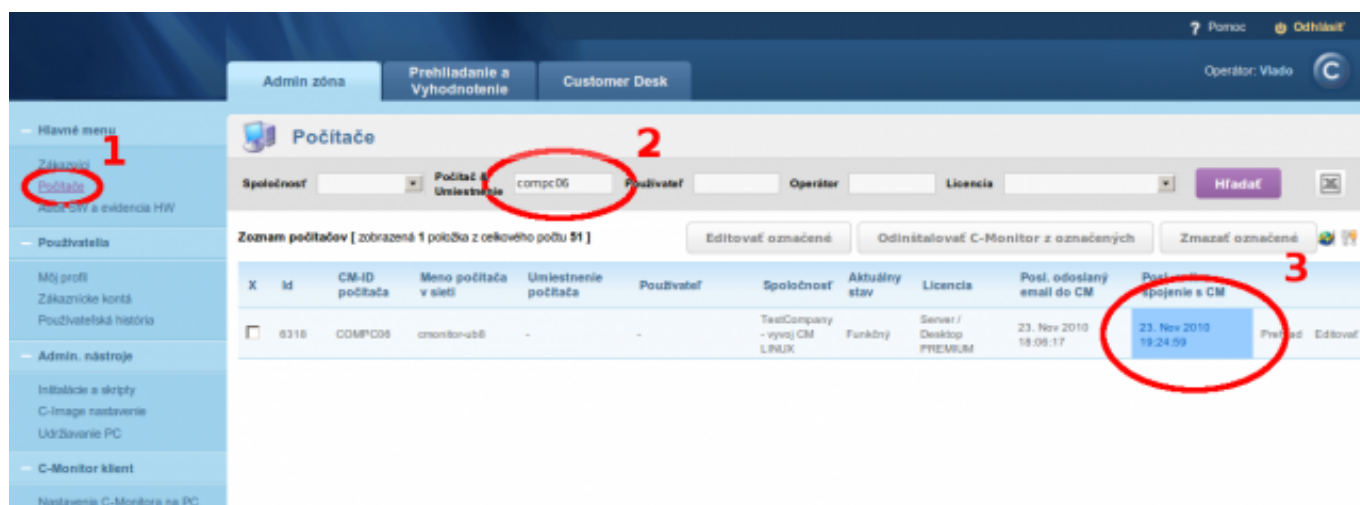 ? Pomoc Odhlásiť
Admin zóna
Prehliadanie a
Vyhodnotenie
Customer Desk
Operátor: Vlado
C
Hlavné menu
1
Zákazníci
Počítače
Audit SW a evidencia HW
Používatelia
Môj profil
Zákaznícke kontá
Používateľská história
Admin. nástroje
Inštalácie a skripty
C-Image nastavenie
Udržiavanie PC
C-Monitor klient
Nastavenia C-Monitora na PC
Počítače
2
Spoločnosť
Počítač &
Umiestnenie
compc06
Používateľ
Operátor
Licencia
Hľadať
Zoznam počítačov [ zobrazená 1 položka z celkového počtu 51 ]
Editovať označené
Odinštalovať C-Monitor z označených
Zmazať označené
3
X
Id
CM-ID
počítača
Meno počítača
v sieti
Umiestnenie
počítača
Používateľ
Spoločnosť
Aktuálny
stav
Licencia
Posl. odoslaný
email do CM
spojenie s CM
6318
COMPC06
cmonitor-ub8
-
-
TestCompany
- vyvoj CM
LINUX
Funkčný
Server /
Desktop
PREMIUM
23. Nov 2010
18:06:17
23. Nov 2010
19:24:59
Prehľad
Editovať